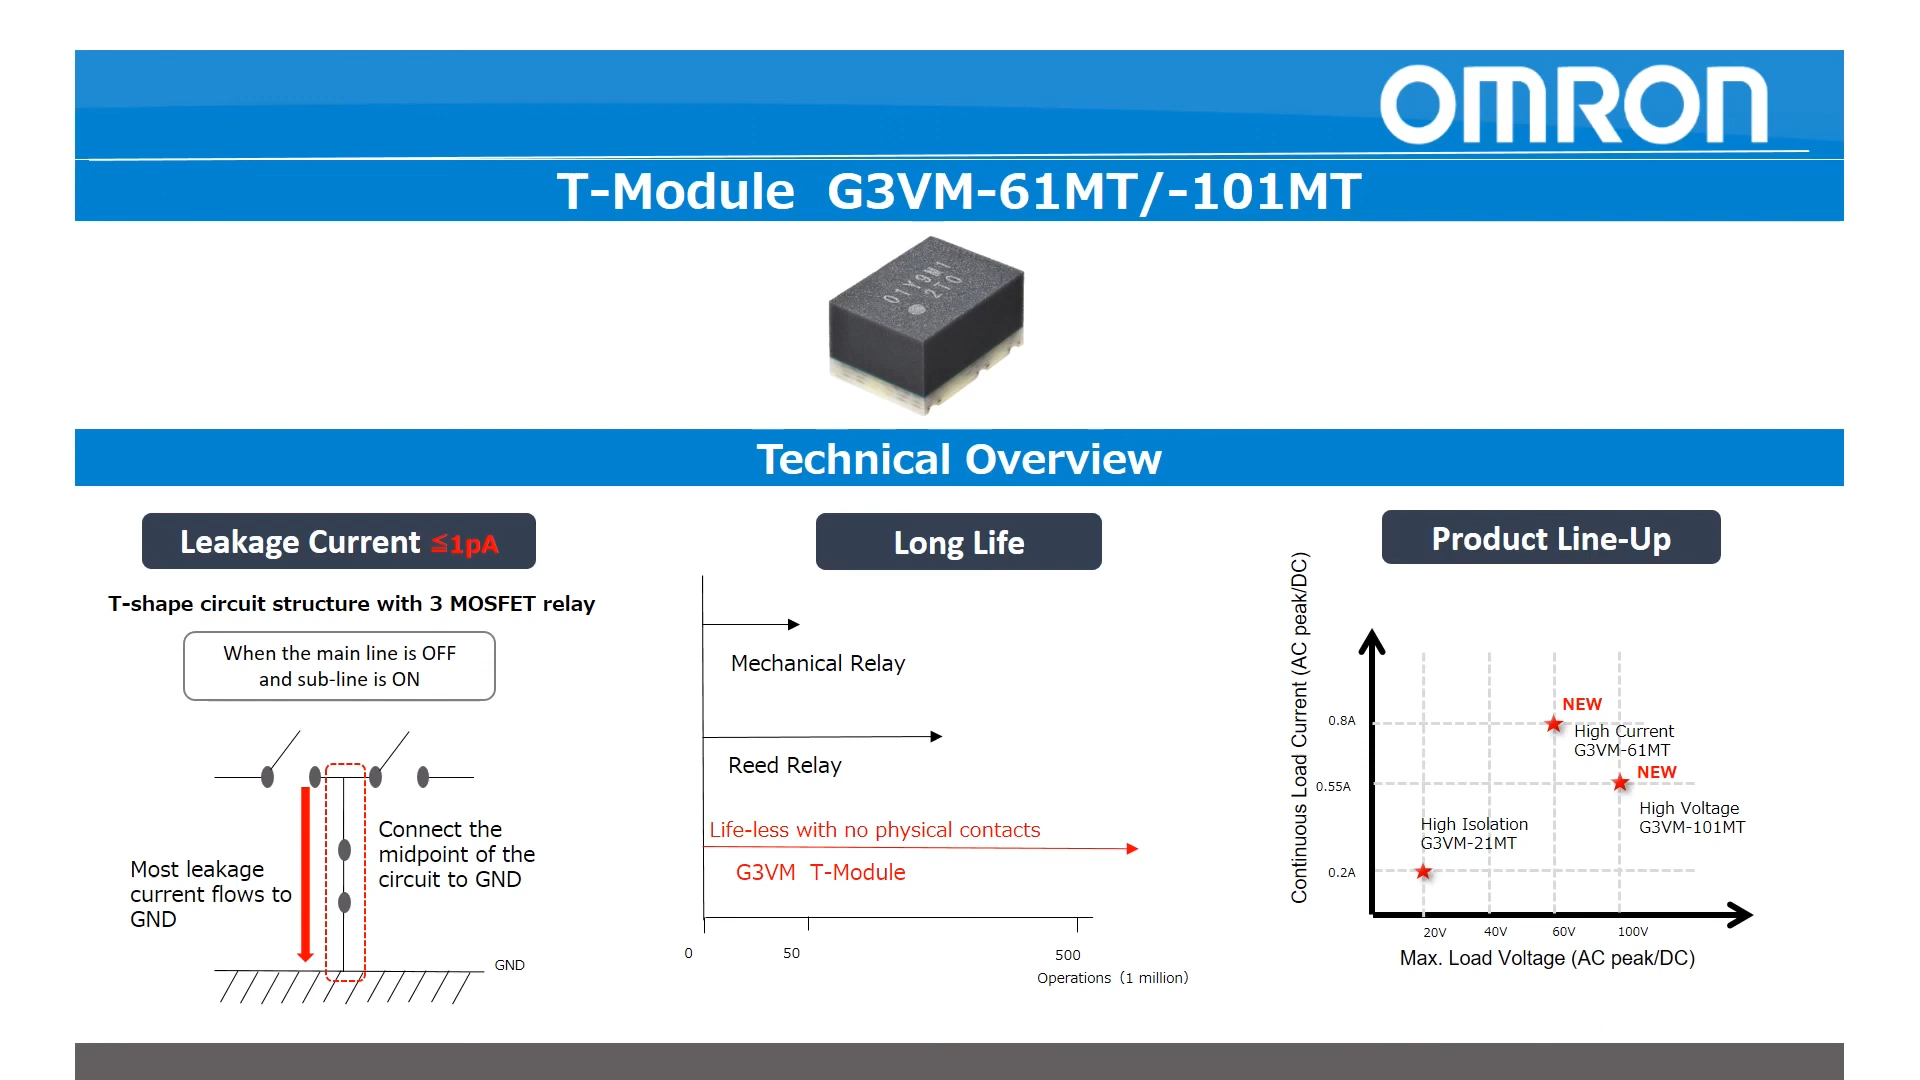 OMRON
T-Module G3VM-61MT/-101MT
01Y9M1
2T0
Technical Overview
Leakage Current ≦1pA
T-shape circuit structure with 3 MOSFET relay
When the main line is OFF
and sub-line is ON
Most leakage
current flows to
GND
Connect the
midpoint of the
circuit to GND
GND
Long Life
Mechanical Relay
Reed Relay
Life-less with no physical contacts
G3VM T-Module
0
50
500
Operations（1 million）
Product Line-Up
Continuous Load Current (AC peak/DC)
0.8A
0.55A
0.2A
NEW
High Current
G3VM-61MT
NEW
High Voltage
G3VM-101MT
High Isolation
G3VM-21MT
20V
40V
60V
100V
Max. Load Voltage (AC peak/DC)